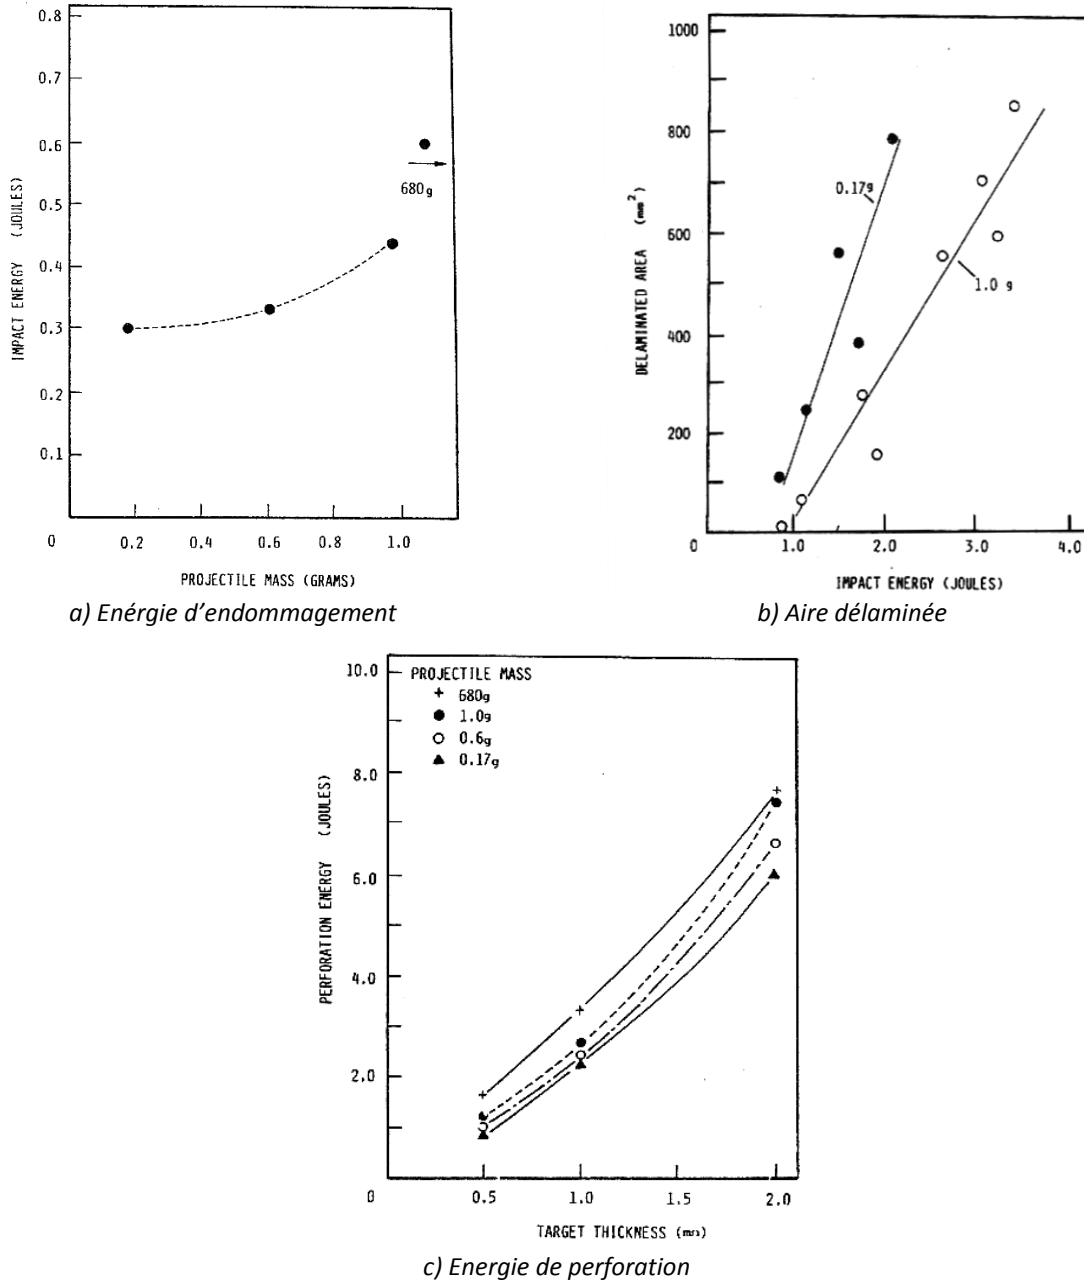 0.8
0.7
0.6
0.5
0.4
0.3
0.2
0.1
0
0.2
0.4
0.6
0.8
1.0
IMPACT ENERGY (JOULES)
680g
PROJECTILE MASS (GRAMS)
a) Enérgie d'endommagement
1000
800
600
400
200
0
1.0
2.0
3.0
4.0
DELAMINATED AREA (mm²)
0.17g
1.0 g
IMPACT ENERGY (JOULES)
b) Aire délaminée
10.0
8.0
6.0
4.0
2.0
0
0.5
1.0
1.5
2.0
PERFORATION ENERGY (JOULES)
PROJECTILE MASS
680g
1.0g
0.6g
0.17g
TARGET THICKNESS (mm)
c) Energie de perforation